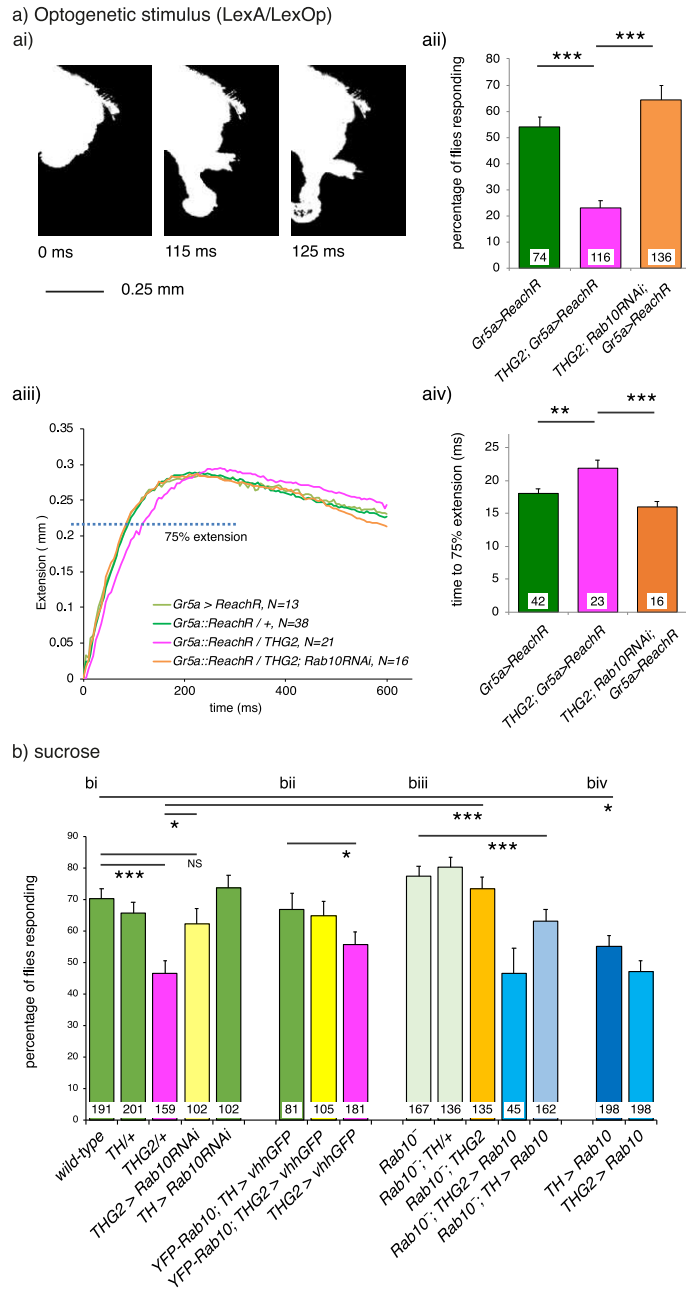 a) Optogenetic stimulus (LexA/LexOp)
ai)
0 ms
115 ms
125 ms
0.25 mm
aii)
percentage of flies responding
80
70
60
50
40
30
20
10
0
***
***
74
116
136
Gr5a>ReachR
THG2; Gr5a>ReachR
THG2; Rab10RNAi;
Gr5a>ReachR
aiii)
Extension ( mm )
0.35
0.3
0.25
0.2
0.15
0.1
0.05
0
75% extension
Gr5a > ReachR, N=13
Gr5a::ReachR / +, N=38
Gr5a::ReachR / THG2, N=21
Gr5a::ReachR / THG2; Rab10RNAi, N=16
0
200
400
600
time (ms)
aiv)
time to 75% extension (ms)
25
20
15
10
5
0
**
***
42
23
16
Gr5a>ReachR
THG2; Gr5a>ReachR
THG2; Rab10RNAi;
Gr5a>ReachR
b) sucrose
bi
bii
biii
biv
*
***
*
***
*
***
NS
percentage of flies responding
90
80
70
60
50
40
30
20
10
0
191
201
159
102
102
81
105
181
167
136
135
45
162
198
198
wild-type
TH/+
THG2/+
THG2 > Rab10RNAi
TH > Rab10RNAi
YFP-Rab10; TH > vhhGFP
YFP-Rab10; THG2 > vhhGFP
THG2 > vhhGFP
Rab10⁻
Rab10⁻; TH/+
Rab10⁻; THG2
Rab10⁻; THG2 > Rab10
Rab10⁻; TH > Rab10
TH > Rab10
THG2 > Rab10